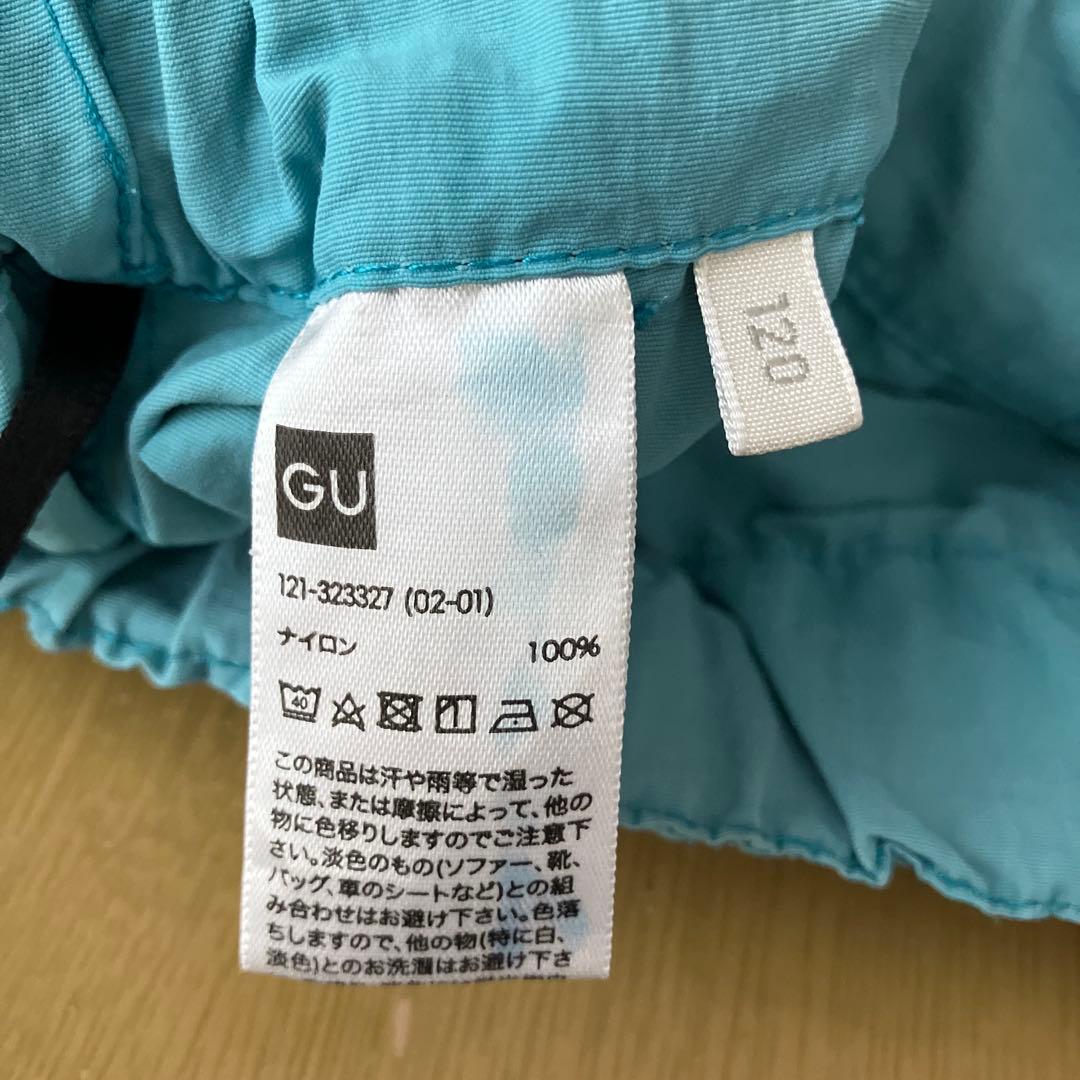 120
GU
121-323327 (02-01)
ナイロン 100%
40
この商品は汗や雨等で湿った
状態、または摩擦によって、他の
物に色移りしますのでご注意下
さい。淡色のもの(ソファー、靴、
バッグ、車のシートなど)との組
み合わせはお避け下さい。色落
ちしますので、他の物(特に白、
淡色)とのお洗濯はお避け下さ